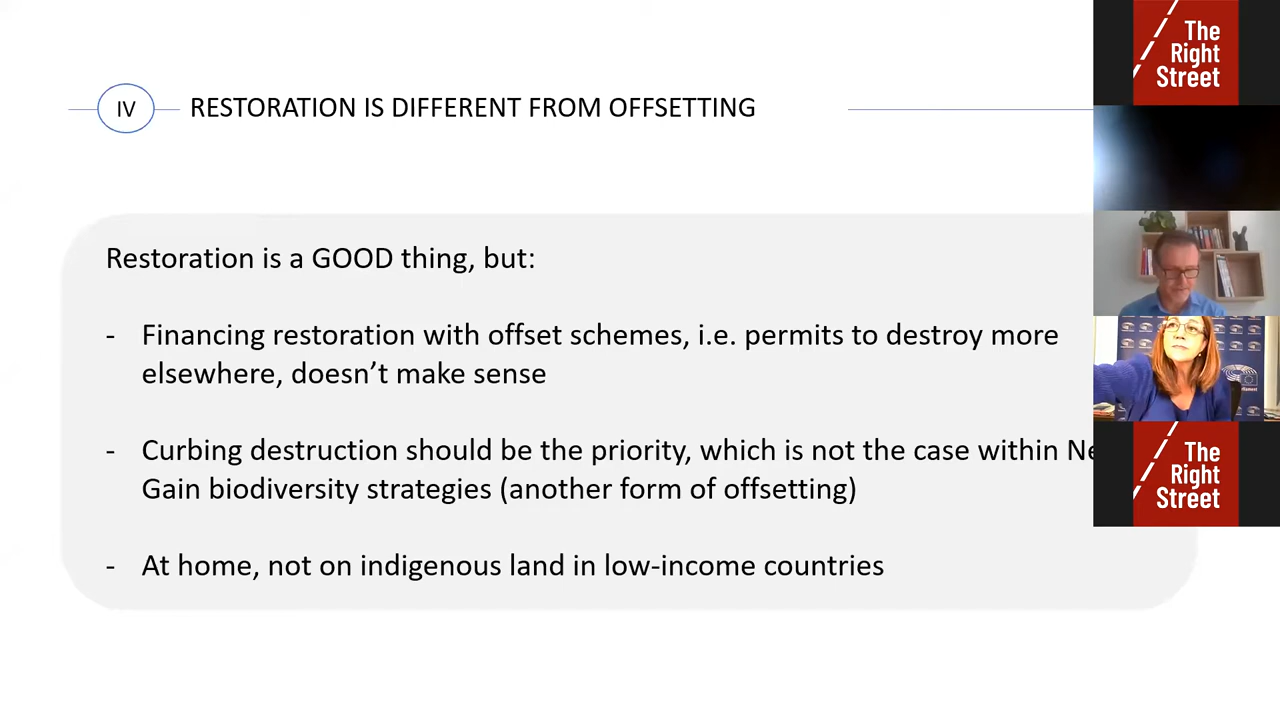 IV
RESTORATION IS DIFFERENT FROM OFFSETTING
Restoration is a GOOD thing, but:
- Financing restoration with offset schemes, i.e. permits to destroy more
elsewhere, doesn’t make sense
- Curbing destruction should be the priority, which is not the case within
Gain biodiversity strategies (another form of offsetting)
- At home, not on indigenous land in low-income countries
The
Right
Street
The
Right
Street